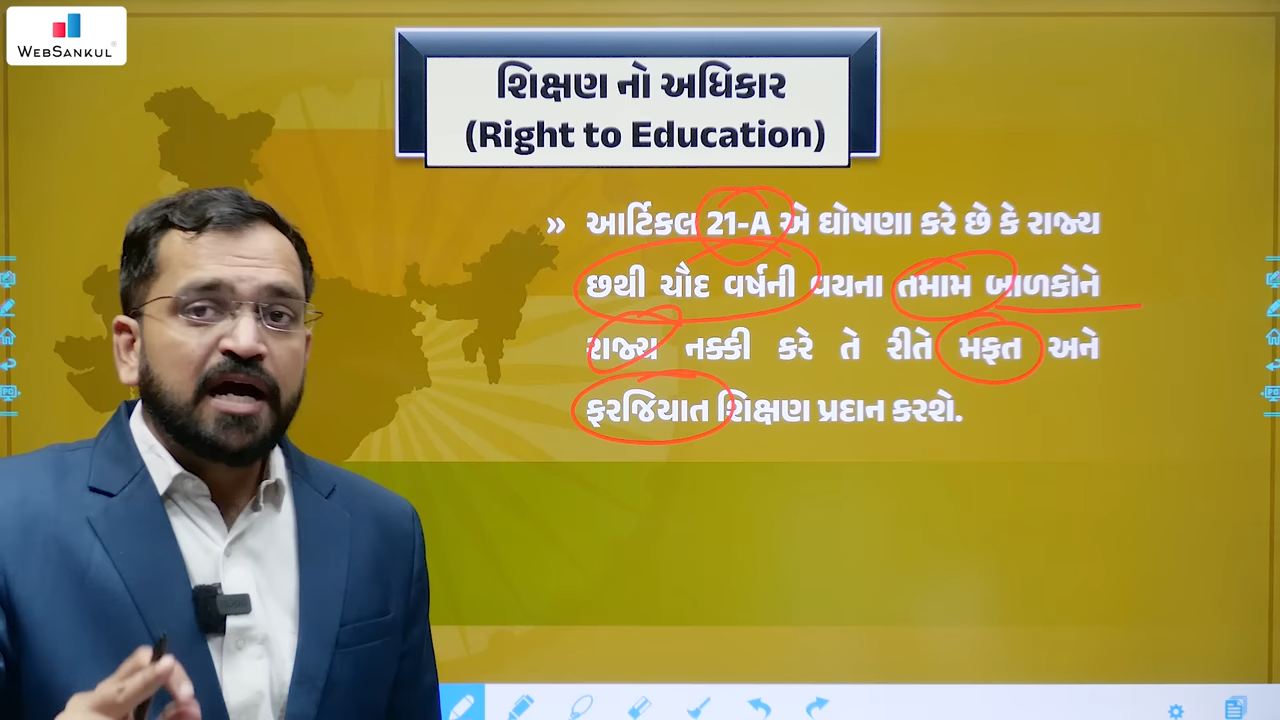 WEBSANKUL
શિક્ષણ નો અધિકાર
(Right to Education)
» આર્ટિકલ 21-A એ ઘોષણા કરે છે કે રાજ્ય
છથી ચૌદ વર્ષની વયના તમામ બાળકોને
રાજ્ય નક્કી કરે તે રીતે મફત અને
ફરજિયાત શિક્ષણ પ્રદાન કરશે.